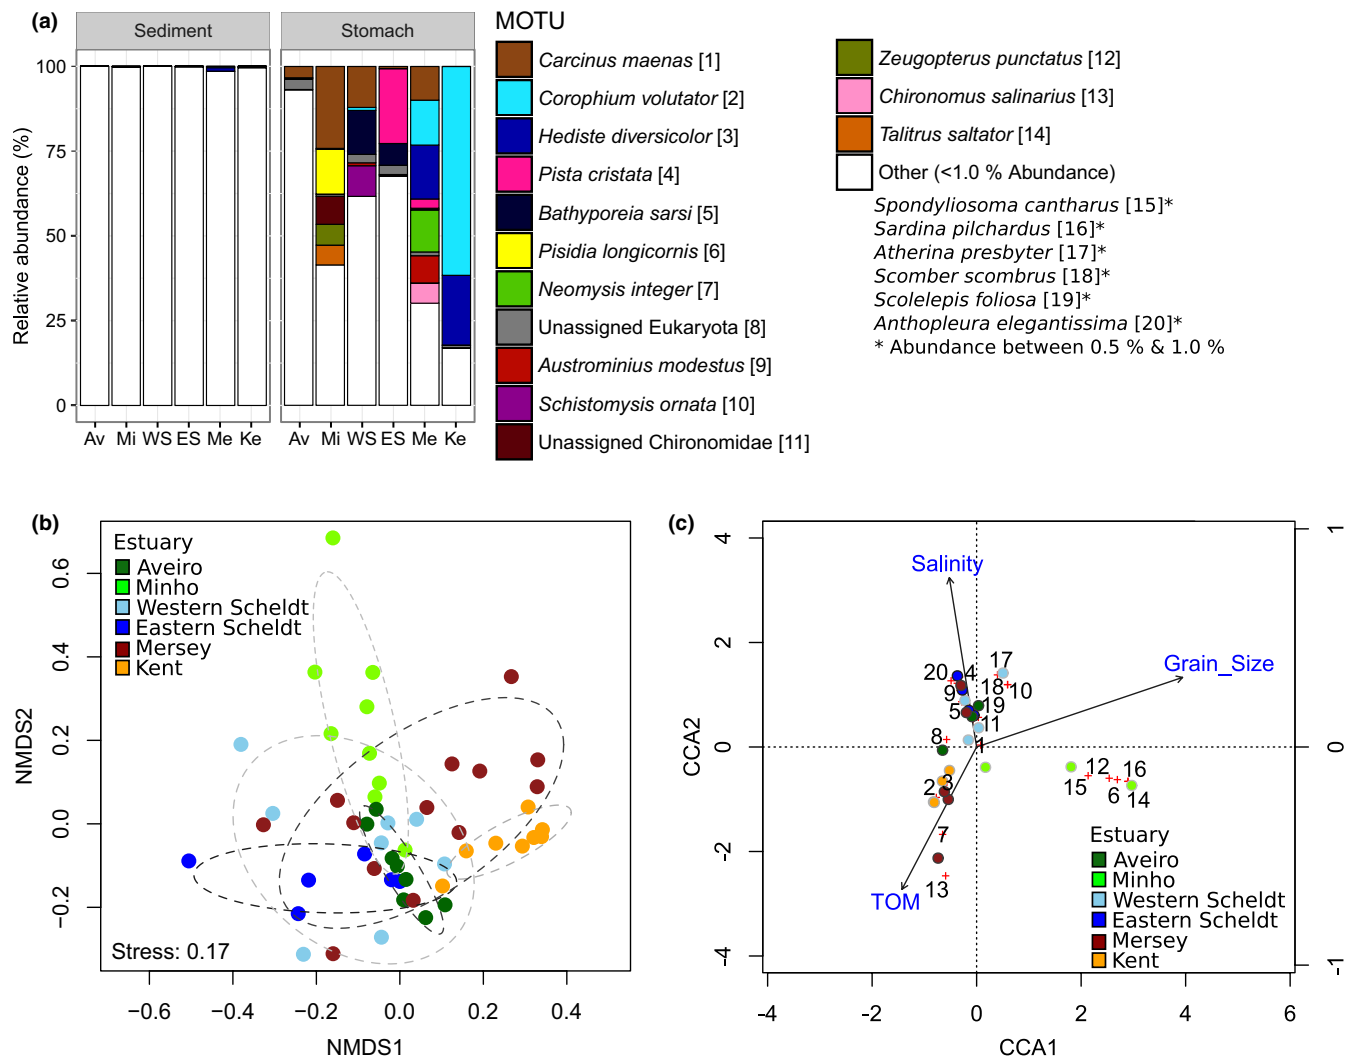 (a)
Sediment
Stomach
Relative abundance (%)
100
75
50
25
0
Av Mi WS ES Me Ke
Av Mi WS ES Me Ke
MOTU
Carcinus maenas [1]
Corophium volutator [2]
Hediste diversicolor [3]
Pista cristata [4]
Bathyporeia sarsi [5]
Pisidia longicornis [6]
Neomysis integer [7]
Unassigned Eukaryota [8]
Austrominius modestus [9]
Schistomysis ornata [10]
Unassigned Chironomidae [11]
Zeugopterus punctatus [12]
Chironomus salinarius [13]
Talitrus saltator [14]
Other (<1.0 % Abundance)
Spondyliosoma cantharus [15]*
Sardina pilchardus [16]*
Atherina presbyter [17]*
Scomber scombrus [18]*
Scolelepis foliosa [19]*
Anthopleura elegantissima [20]*
* Abundance between 0.5 % & 1.0 %
(b)
Estuary
Aveiro
Minho
Western Scheldt
Eastern Scheldt
Mersey
Kent
Stress: 0.17
NMDS2
0.6
0.4
0.2
0.0
−0.2
−0.6 −0.4 −0.2 0.0 0.2 0.4
NMDS1
(c)
CCA2
4
2
0
-2
-4
1
0
-1
Salinity
Grain_Size
TOM
20 4 17
9 18 10
5 19
11
8 1
2 3
12 16
15 6 14
7
13
Estuary
Aveiro
Minho
Western Scheldt
Eastern Scheldt
Mersey
Kent
-4 -2 0 2 4 6
CCA1